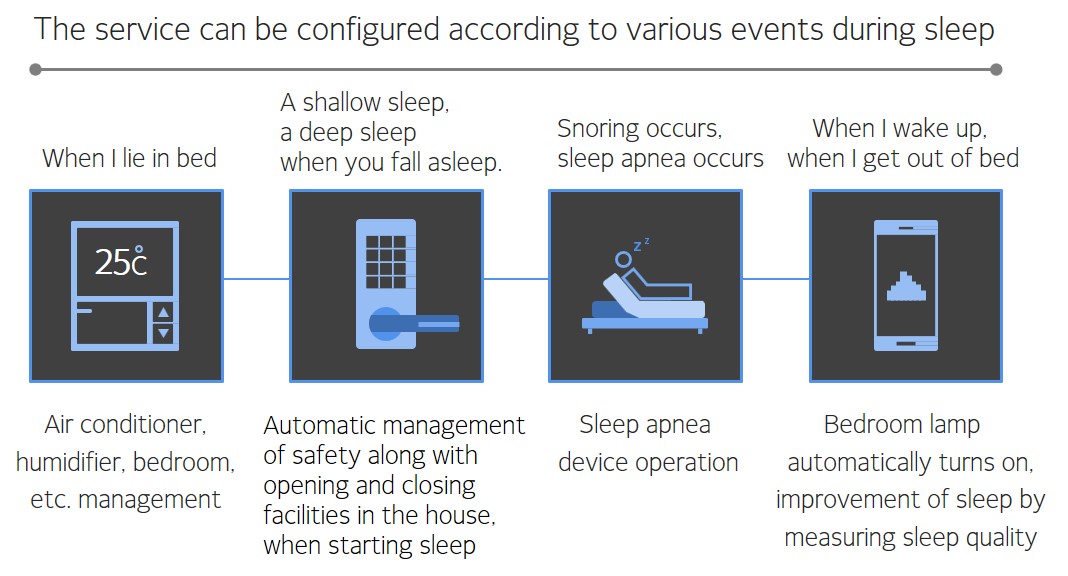 The service can be configured according to various events during sleep
When I lie in bed
A shallow sleep,
a deep sleep
when you fall asleep.
Snoring occurs,
sleep apnea occurs
When I wake up,
when I get out of bed
25℃
z z
Air conditioner,
humidifier, bedroom,
etc. management
Automatic management
of safety along with
opening and closing
facilities in the house,
when starting sleep
Sleep apnea
device operation
Bedroom lamp
automatically turns on,
improvement of sleep by
measuring sleep quality